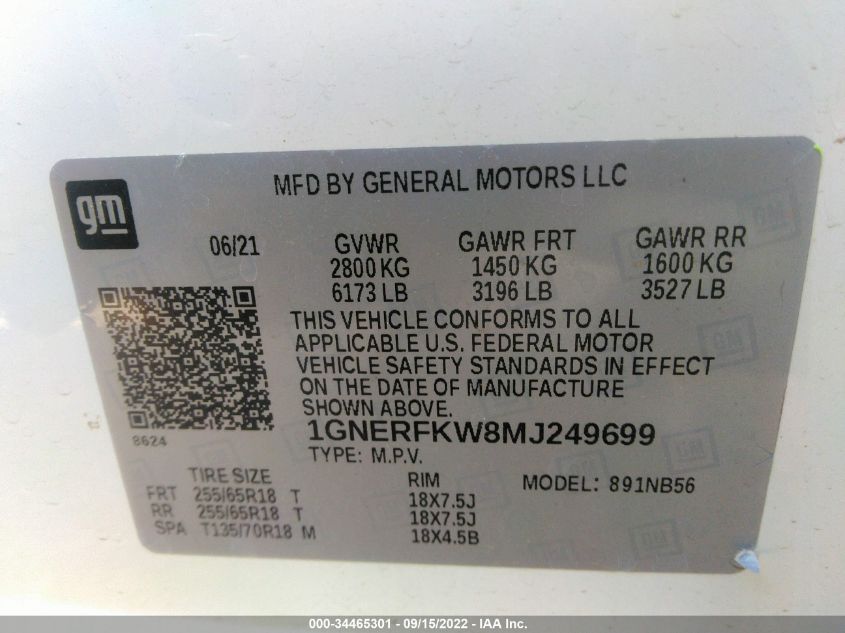 gm
MFD BY GENERAL MOTORS LLC
06/21 GVWR GAWR FRT GAWR RR
2800 KG 1450 KG 1600 KG
6173 LB 3196 LB 3527 LB
THIS VEHICLE CONFORMS TO ALL
APPLICABLE U.S. FEDERAL MOTOR
VEHICLE SAFETY STANDARDS IN EFFECT
ON THE DATE OF MANUFACTURE
SHOWN ABOVE.
8624
1GNERFKW8MJ249699
TYPE: M.P.V.
TIRE SIZE RIM MODEL: 891NB56
FRT 255/65R18 T 18X7.5J
RR 255/65R18 T 18X7.5J
SPA T135/70R18 M 18X4.5B
000-34465301 - 09/15/2022 - IAA Inc.